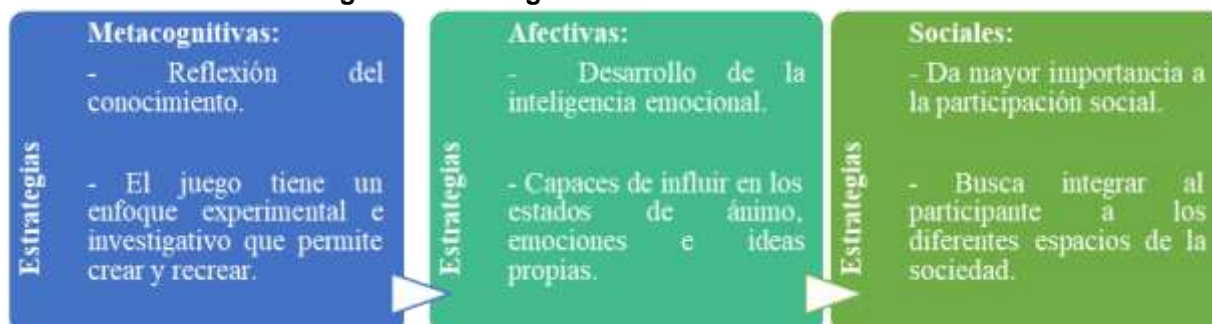 Estrategias
Metacognitivas:
- Reflexión del
conocimiento.
- El juego tiene un
enfoque experimental e
investigativo que permite
crear y recrear.
Estrategias
Afectivas:
- Desarrollo de la
inteligencia emocional.
- Capaces de influir en los
estados de ánimo,
emociones e ideas
propias.
Estrategias
Sociales:
- Da mayor importancia a
la participación social.
- Busca integrar al
participante a los
diferentes espacios de la
sociedad.